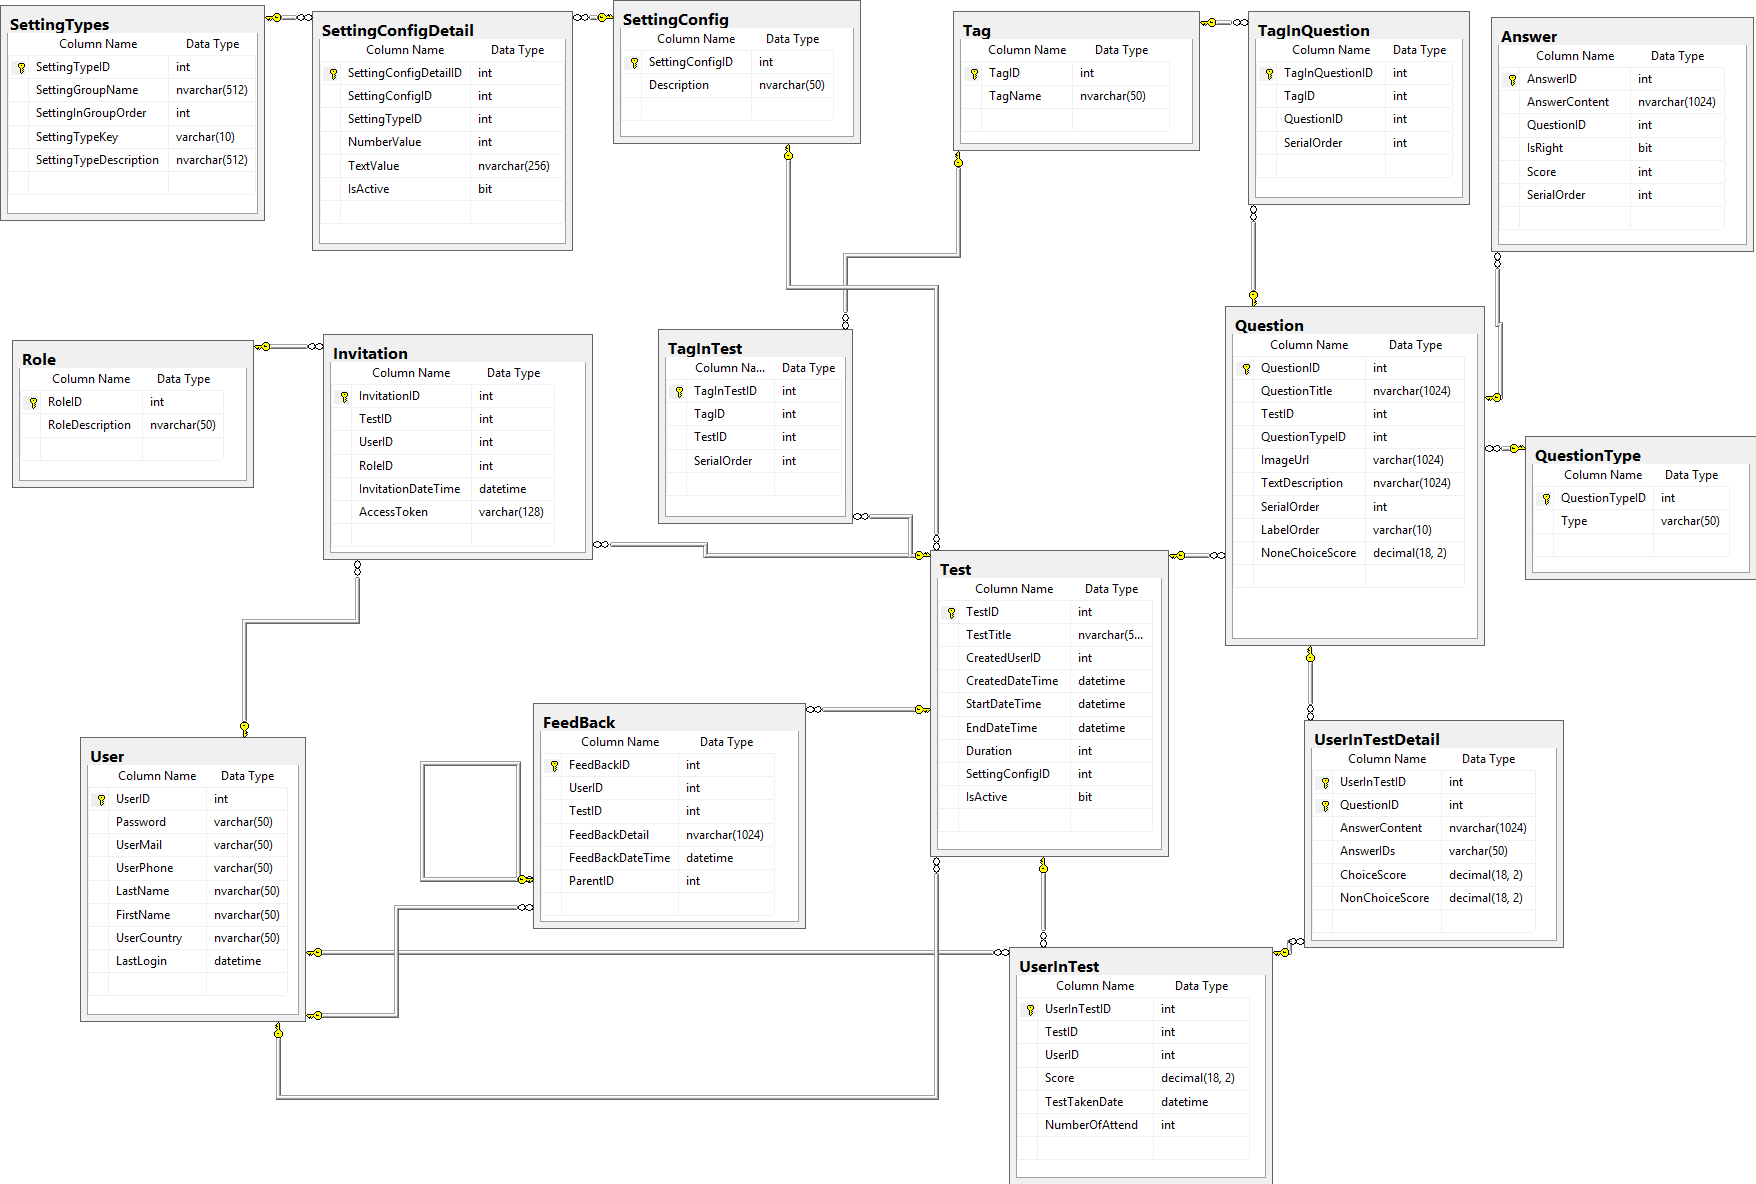 SettingTypes
Column Name Data Type
SettingTypeID int
SettingGroupName nvarchar(512)
SettingInGroupOrder int
SettingTypeKey varchar(10)
SettingTypeDescription nvarchar(512)
SettingConfigDetail
Column Name Data Type
SettingConfigDetailID int
SettingConfigID int
SettingTypeID int
NumberValue int
TextValue nvarchar(256)
IsActive bit
SettingConfig
Column Name Data Type
SettingConfigID int
Description nvarchar(50)
Tag
Column Name Data Type
TagID int
TagName nvarchar(50)
TagInQuestion
Column Name Data Type
TagInQuestionID int
TagID int
QuestionID int
SerialOrder int
Answer
Column Name Data Type
AnswerID int
AnswerContent nvarchar(1024)
QuestionID int
IsRight bit
Score int
SerialOrder int
Role
Column Name Data Type
RoleID int
RoleDescription nvarchar(50)
Invitation
Column Name Data Type
InvitationID int
TestID int
UserID int
RoleID int
InvitationDateTime datetime
AccessToken varchar(128)
TagInTest
Column Na... Data Type
TagInTestID int
TagID int
TestID int
SerialOrder int
Question
Column Name Data Type
QuestionID int
QuestionTitle nvarchar(1024)
TestID int
QuestionTypeID int
ImageUrl varchar(1024)
TextDescription nvarchar(1024)
SerialOrder int
LabelOrder varchar(10)
NoneChoiceScore decimal(18, 2)
QuestionType
Column Name Data Type
QuestionTypeID int
Type varchar(50)
Test
Column Name Data Type
TestID int
TestTitle nvarchar(5...
CreatedUserID int
CreatedDateTime datetime
StartDateTime datetime
EndDateTime datetime
Duration int
SettingConfigID int
IsActive bit
User
Column Name Data Type
UserID int
Password varchar(50)
UserMail varchar(50)
UserPhone varchar(50)
LastName nvarchar(50)
FirstName nvarchar(50)
UserCountry nvarchar(50)
LastLogin datetime
FeedBack
Column Name Data Type
FeedBackID int
UserID int
TestID int
FeedBackDetail nvarchar(1024)
FeedBackDateTime datetime
ParentID int
UserInTestDetail
Column Name Data Type
UserInTestID int
QuestionID int
AnswerContent nvarchar(1024)
AnswerIDs varchar(50)
ChoiceScore decimal(18, 2)
NonChoiceScore decimal(18, 2)
UserInTest
Column Name Data Type
UserInTestID int
TestID int
UserID int
Score decimal(18, 2)
TestTakenDate datetime
NumberOfAttend int